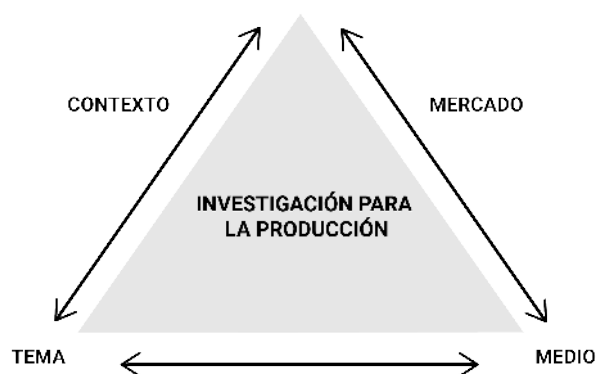 CONTEXTO
MERCADO
INVESTIGACIÓN PARA
LA PRODUCCIÓN
TEMA
MEDIO